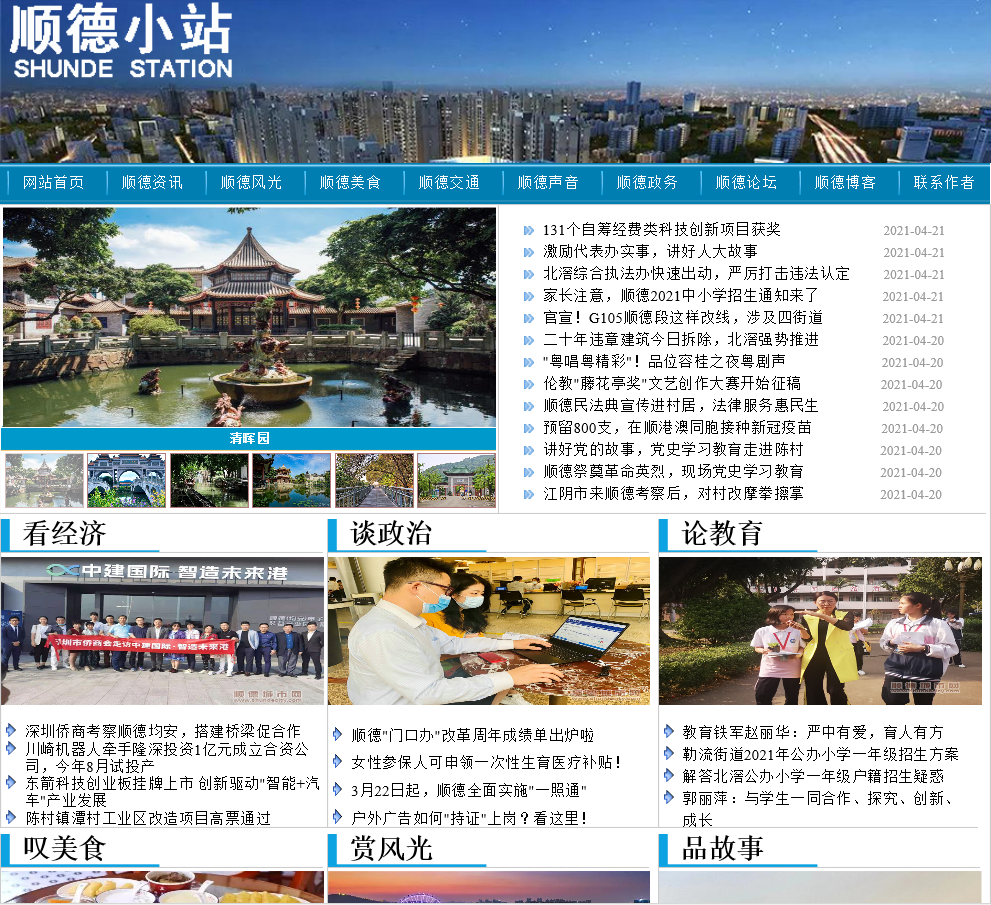 顺德小站
SHUNDE STATION
网站首页 顺德资讯 顺德风光 顺德美食 顺德交通 顺德声音 顺德政务 顺德论坛 顺德博客 联系作者
清晖园
131个自筹经费类科技创新项目获奖 2021-04-21
激励代表办实事，讲好人大故事 2021-04-21
北滘综合执法办快速出动，严厉打击违法认定 2021-04-21
家长注意，顺德2021中小学招生通知来了 2021-04-21
官宣！G105顺德段这样改线，涉及四街道 2021-04-21
二十年违章建筑今日拆除，北滘强势推进 2021-04-20
"粤唱粤精彩"！品位容桂之夜粤剧声 2021-04-20
伦教"藤花亭奖"文艺创作大赛开始征稿 2021-04-20
顺德民法典宣传进村居，法律服务惠民生 2021-04-20
预留800支，在顺港澳同胞接种新冠疫苗 2021-04-20
讲好党的故事，党史学习教育走进陈村 2021-04-20
顺德祭奠革命英烈，现场党史学习教育 2021-04-20
江阴市来顺德考察后，对村改摩拳擦掌 2021-04-20
看经济
中建国际 智造未来港
深圳市侨商会走访中建国际·智造未来港
顺德城市网
www.shundecity.com
深圳侨商考察顺德均安，搭建桥梁促合作
川崎机器人牵手隆深投资1亿元成立合资公
司，今年8月试投产
东箭科技创业板挂牌上市 创新驱动"智能+汽
车"产业发展
陈村镇潭村工业区改造项目高票通过
谈政治
顺德"门口办"改革周年成绩单出炉啦
女性参保人可申领一次性生育医疗补贴！
3月22日起，顺德全面实施"一照通"
户外广告如何"持证"上岗？看这里！
论教育
顺德城市网
教育铁军赵丽华：严中有爱，育人有方
勒流街道2021年公办小学一年级招生方案
解答北滘公办小学一年级户籍招生疑惑
郭丽萍：与学生一同合作、探究、创新、
成长
叹美食
赏风光
品故事